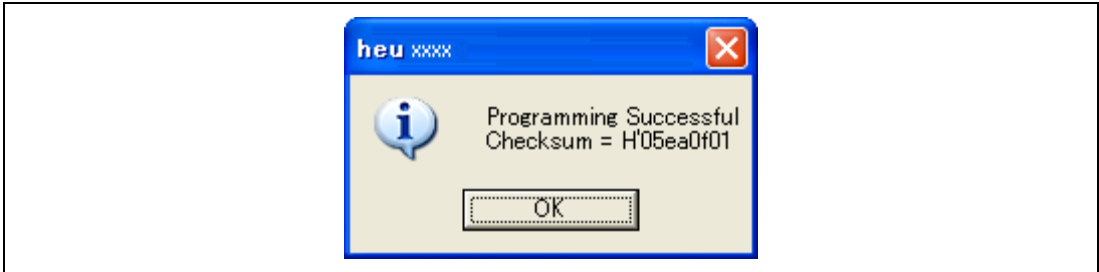 heu xxxx
Programming Successful
Checksum = H'05ea0f01
OK